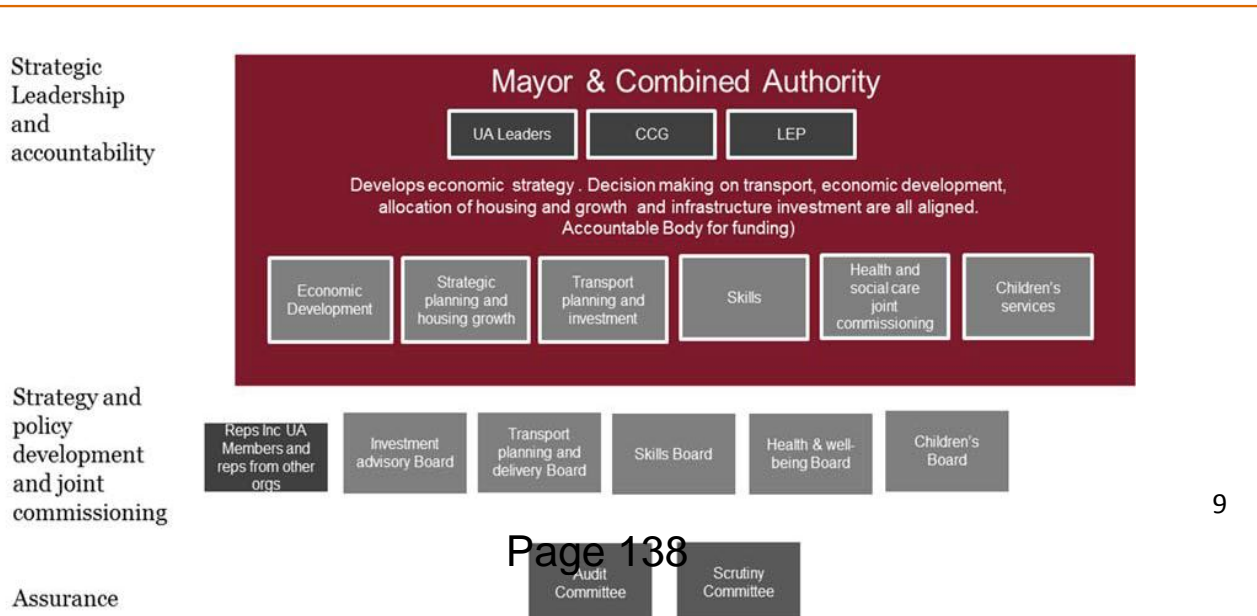 Strategic
Leadership
and
accountability
Mayor & Combined Authority
UA Leaders
CCG
LEP
Develops economic strategy . Decision making on transport, economic development,
allocation of housing and growth and infrastructure investment are all aligned.
Accountable Body for funding)
Economic
Development
Strategic
planning and
housing growth
Transport
planning and
investment
Skills
Health and
social care
joint
commissioning
Children's
services
Strategy and
policy
development
and joint
commissioning
Reps Inc UA
Members and
reps from other
orgs
Investment
advisory Board
Transport
planning and
delivery Board
Skills Board
Health & well-
being Board
Children's
Board
9
Page 138
Assurance
Audit
Committee
Scrutiny
Committee